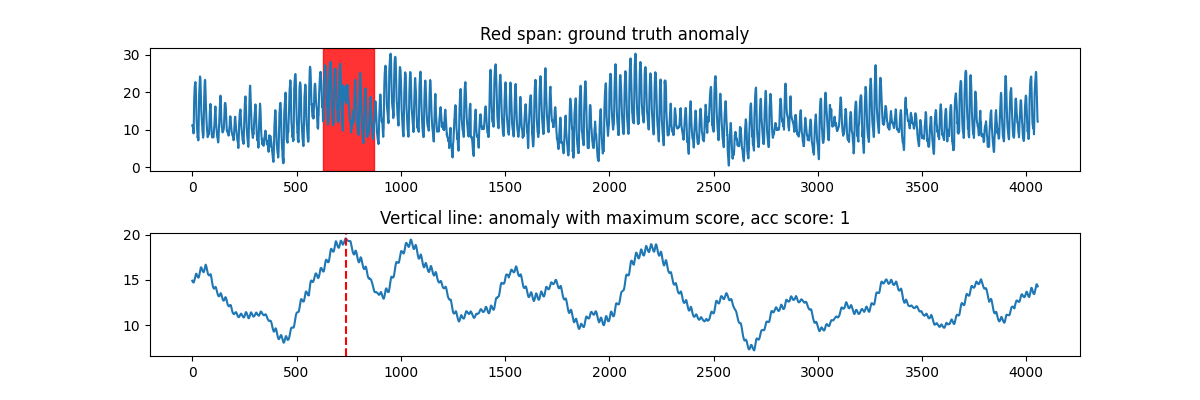 Red span: ground truth anomaly
30
20
10
0
0 500 1000 1500 2000 2500 3000 3500 4000
Vertical line: anomaly with maximum score, acc score: 1
20
15
10
0 500 1000 1500 2000 2500 3000 3500 4000